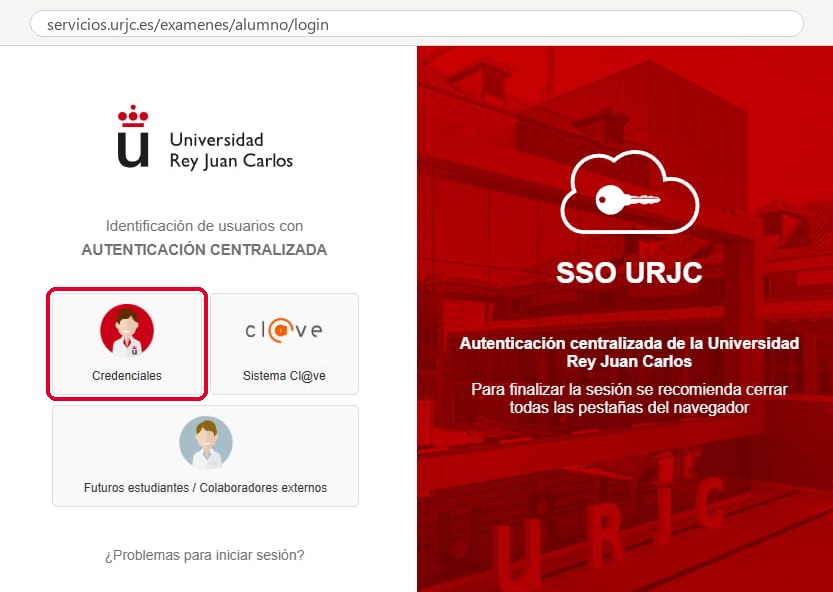 servicios.urjc.es/examenes/alumno/login
u
Universidad
Rey Juan Carlos
Identificación de usuarios con
AUTENTICACIÓN CENTRALIZADA
Credenciales
cl@ve
Sistema Cl@ve
Futuros estudiantes / Colaboradores externos
¿Problemas para iniciar sesión?
SSO URJC
Autenticación centralizada de la Universidad
Rey Juan Carlos
Para finalizar la sesión se recomienda cerrar
todas las pestañas del navegador
URJC